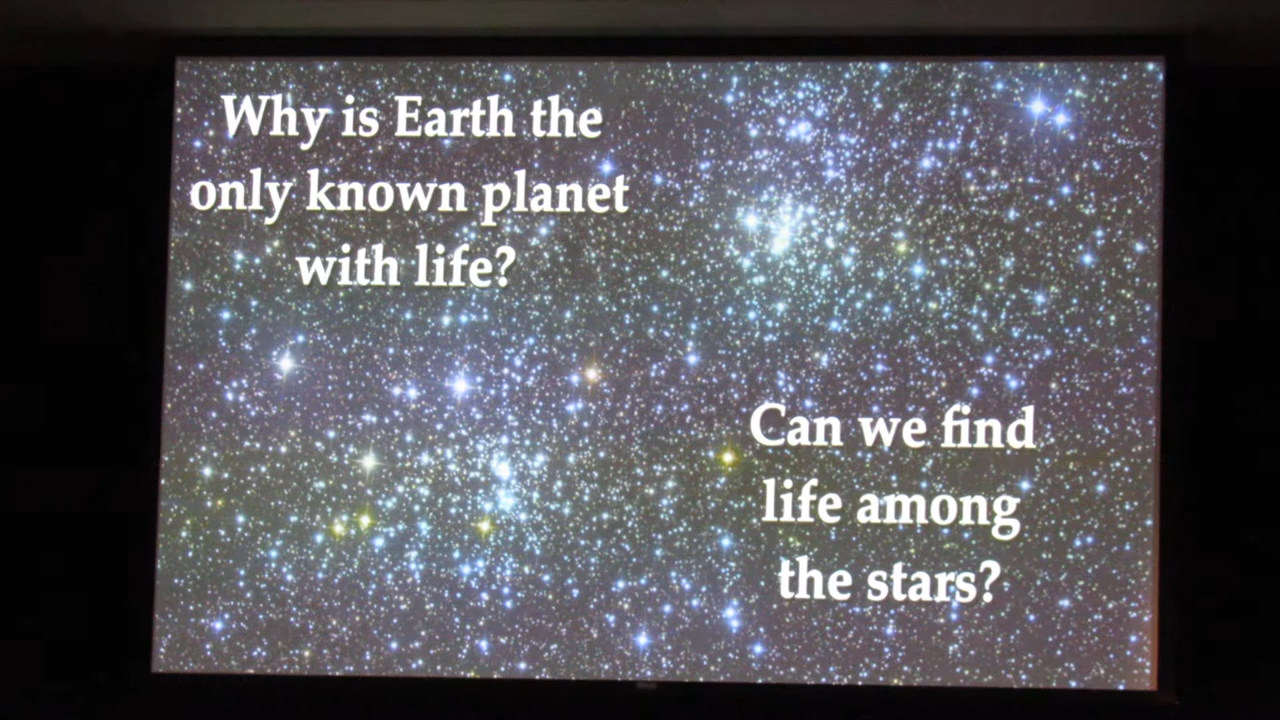 Why is Earth the
only known planet
with life?
Can we find
life among
the stars?